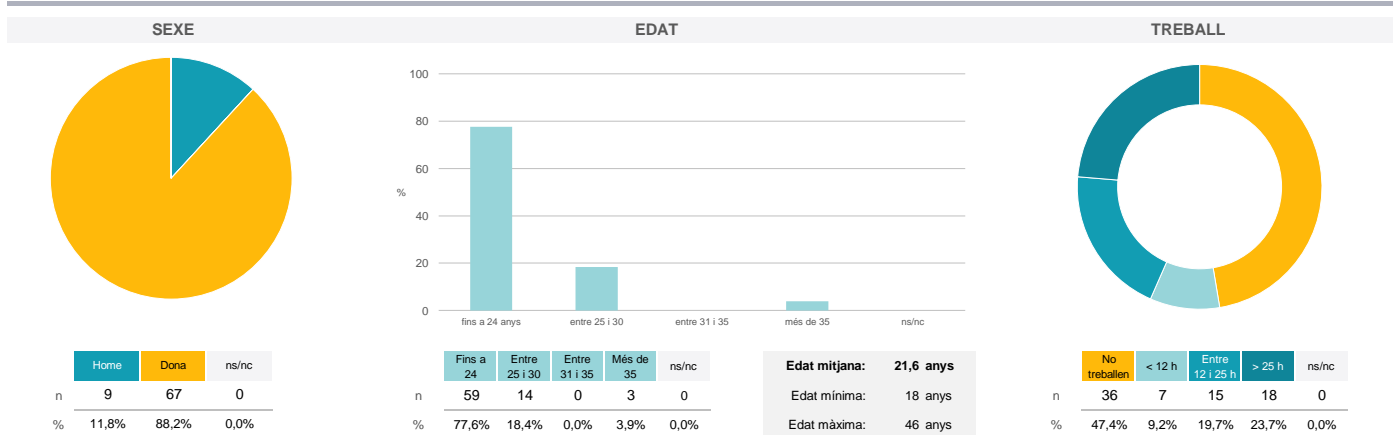 SEXE EDAT TREBALL
100
80
60
%
40
20
0
fins a 24 anys entre 25 i 30 entre 31 i 35 més de 35 ns/nc
Home Dona ns/nc
n 9 67 0
% 11,8% 88,2% 0,0%
Fins a 24 Entre 25 i 30 Entre 31 i 35 Més de 35 ns/nc
n 59 14 0 3 0
% 77,6% 18,4% 0,0% 3,9% 0,0%
Edat mitjana: 21,6 anys
Edat mínima: 18 anys
Edat màxima: 46 anys
No treballen < 12 h Entre 12 i 25 h > 25 h ns/nc
n 36 7 15 18 0
% 47,4% 9,2% 19,7% 23,7% 0,0%